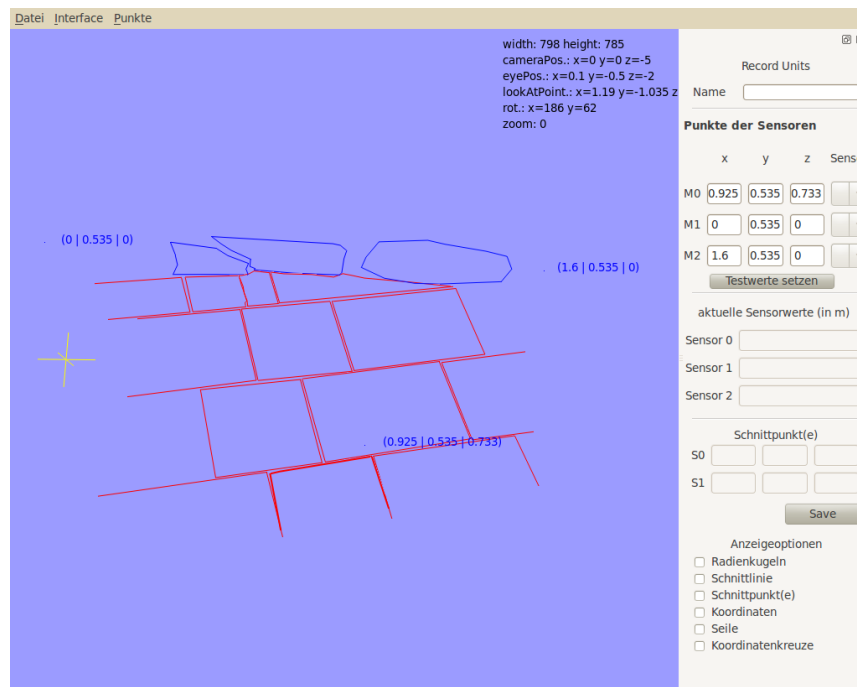 Datei Interface Punkte
width: 798 height: 785
cameraPos.: x=0 y=0 z=-5
eyePos.: x=0.1 y=-0.5 z=-2
lookAtPoint.: x=1.19 y=-1.035 z
rot.: x=186 y=62
zoom: 0
(0 | 0.535 | 0)
(1.6 | 0.535 | 0)
(0.925 | 0.535 | 0.733)
Record Units
Name
Punkte der Sensoren
x y z Senso
M0 0.925 0.535 0.733
M1 0 0.535 0
M2 1.6 0.535 0
Testwerte setzen
aktuelle Sensorwerte (in m)
Sensor 0
Sensor 1
Sensor 2
Schnittpunkt(e)
S0
S1
Save
Anzeigeoptionen
Radienkugeln
Schnittlinie
Schnittpunkt(e)
Koordinaten
Seile
Koordinatenkreuze